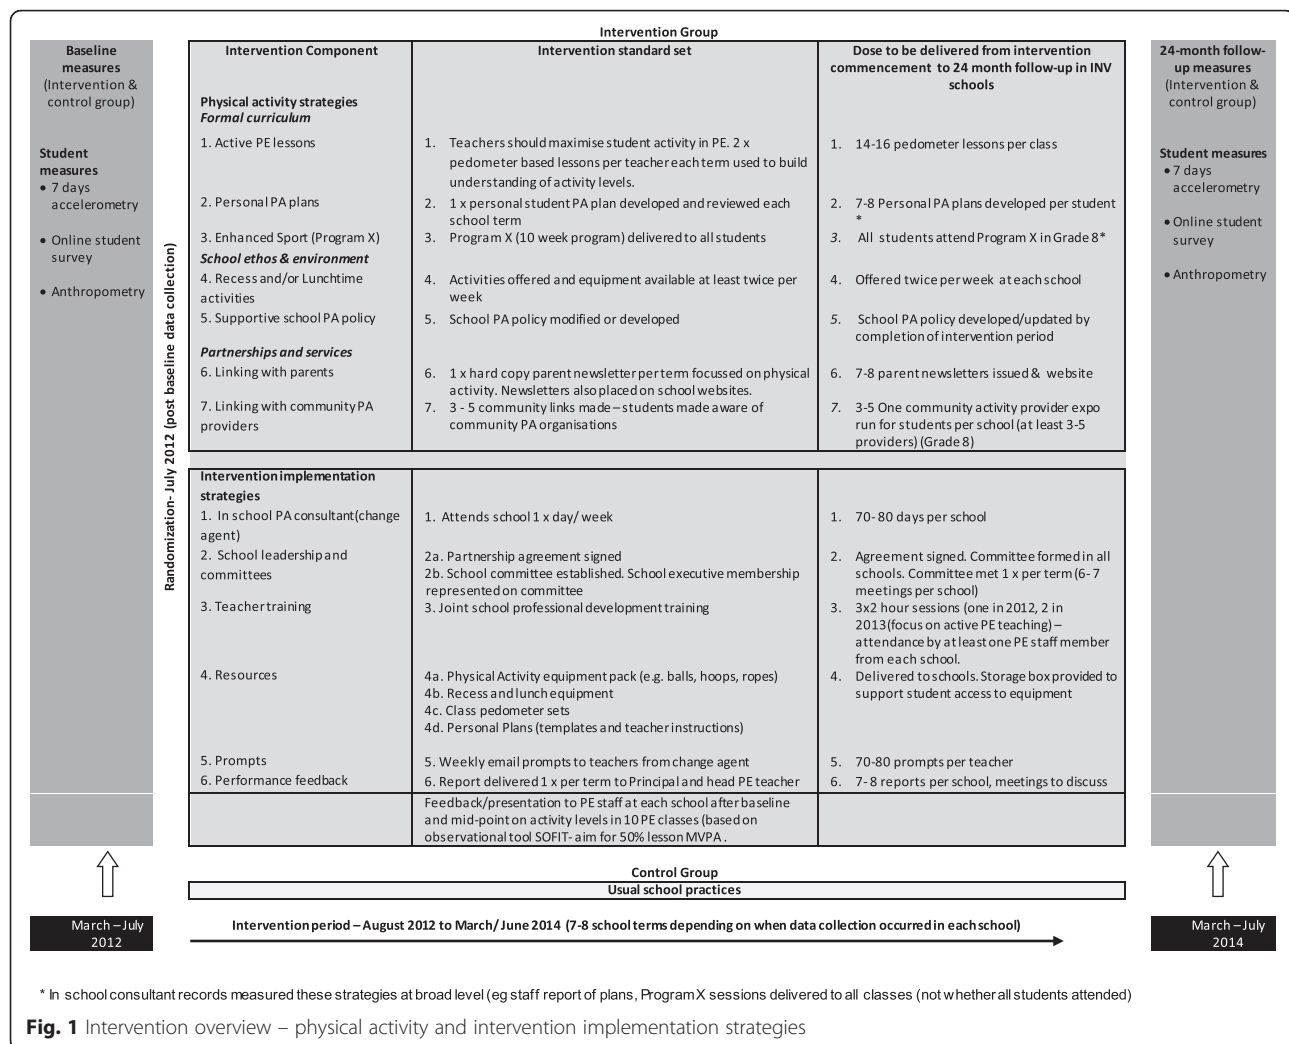 Intervention Group
Baseline
measures
(Intervention &
control group)
Student
measures
• 7 days
accelerometry
• Online student
survey
• Anthropometry
Randomization- July 2012 (post baseline data collection)
Intervention Component
Intervention standard set
Dose to be delivered from intervention
commencement to 24 month follow-up in INV
schools
Physical activity strategies
Formal curriculum
1. Active PE lessons
1. Teachers should maximise student activity in PE. 2 x
pedometer based lessons per teacher each term used to build
understanding of activity levels.
1. 14-16 pedometer lessons per class
2. Personal PA plans
2. 1 x personal student PA plan developed and reviewed each
school term
2. 7-8 Personal PA plans developed per student
*
3. Enhanced Sport (Program X)
3. Program X (10 week program) delivered to all students
3. All students attend Program X in Grade 8*
School ethos & environment
4. Recess and/or Lunchtime
activities
4. Activities offered and equipment available at least twice per
week
4. Offered twice per week at each school
5. Supportive school PA policy
5. School PA policy modified or developed
5. School PA policy developed/updated by
completion of intervention period
Partnerships and services
6. Linking with parents
6. 1 x hard copy parent newsletter per term focussed on physical
activity. Newsletters also placed on school websites.
6. 7-8 parent newsletters issued & website
7. Linking with community PA
providers
7. 3 - 5 community links made – students made aware of
community PA organisations
7. 3-5 One community activity provider expo
run for students per school (at least 3-5
providers) (Grade 8)
Intervention implementation
strategies
1. In school PA consultant(change
agent)
1. Attends school 1 x day/ week
1. 70- 80 days per school
2. School leadership and
committees
2a. Partnership agreement signed
2b. School committee established. School executive membership
represented on committee
2. Agreement signed. Committee formed in all
schools. Committee met 1 x per term (6- 7
meetings per school)
3. Teacher training
3. Joint school professional development training
3. 3x2 hour sessions (one in 2012, 2 in
2013(focus on active PE teaching) –
attendance by at least one PE staff member
from each school.
4. Resources
4a. Physical Activity equipment pack (e.g. balls, hoops, ropes)
4b. Recess and lunch equipment
4c. Class pedometer sets
4d. Personal Plans (templates and teacher instructions)
4. Delivered to schools. Storage box provided to
support student access to equipment
5. Prompts
5. Weekly email prompts to teachers from change agent
5. 70-80 prompts per teacher
6. Performance feedback
6. Report delivered 1 x per term to Principal and head PE teacher
6. 7- 8 reports per school, meetings to discuss
Feedback/presentation to PE staff at each school after baseline
and mid-point on activity levels in 10 PE classes (based on
observational tool SOFIT- aim for 50% lesson MVPA .
24-month follow-
up measures
(Intervention &
control group)
Student measures
• 7 days
accelerometry
• Online student
survey
• Anthropometry
Control Group
Usual school practices
March – July
2012
Intervention period – August 2012 to March/ June 2014 (7-8 school terms depending on when data collection occurred in each school)
March – July
2014
* In school consultant records measured these strategies at broad level (eg staff report of plans, Program X sessions delivered to all classes (not whether all students attended)
Fig. 1 Intervention overview – physical activity and intervention implementation strategies